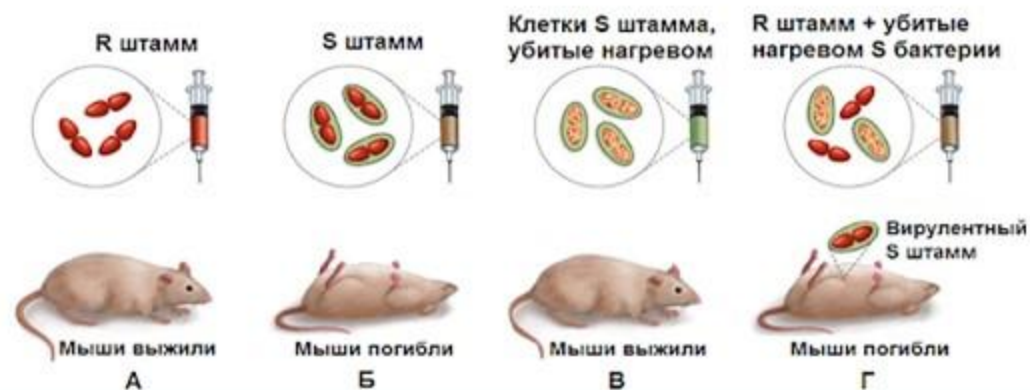 R штамм
S штамм
Клетки S штамма,
убитые нагревом
R штамм + убитые
нагревом S бактерии
Вирулентный
S штамм
Мыши выжили
Мыши погибли
Мыши выжили
Мыши погибли
А
Б
В
Г